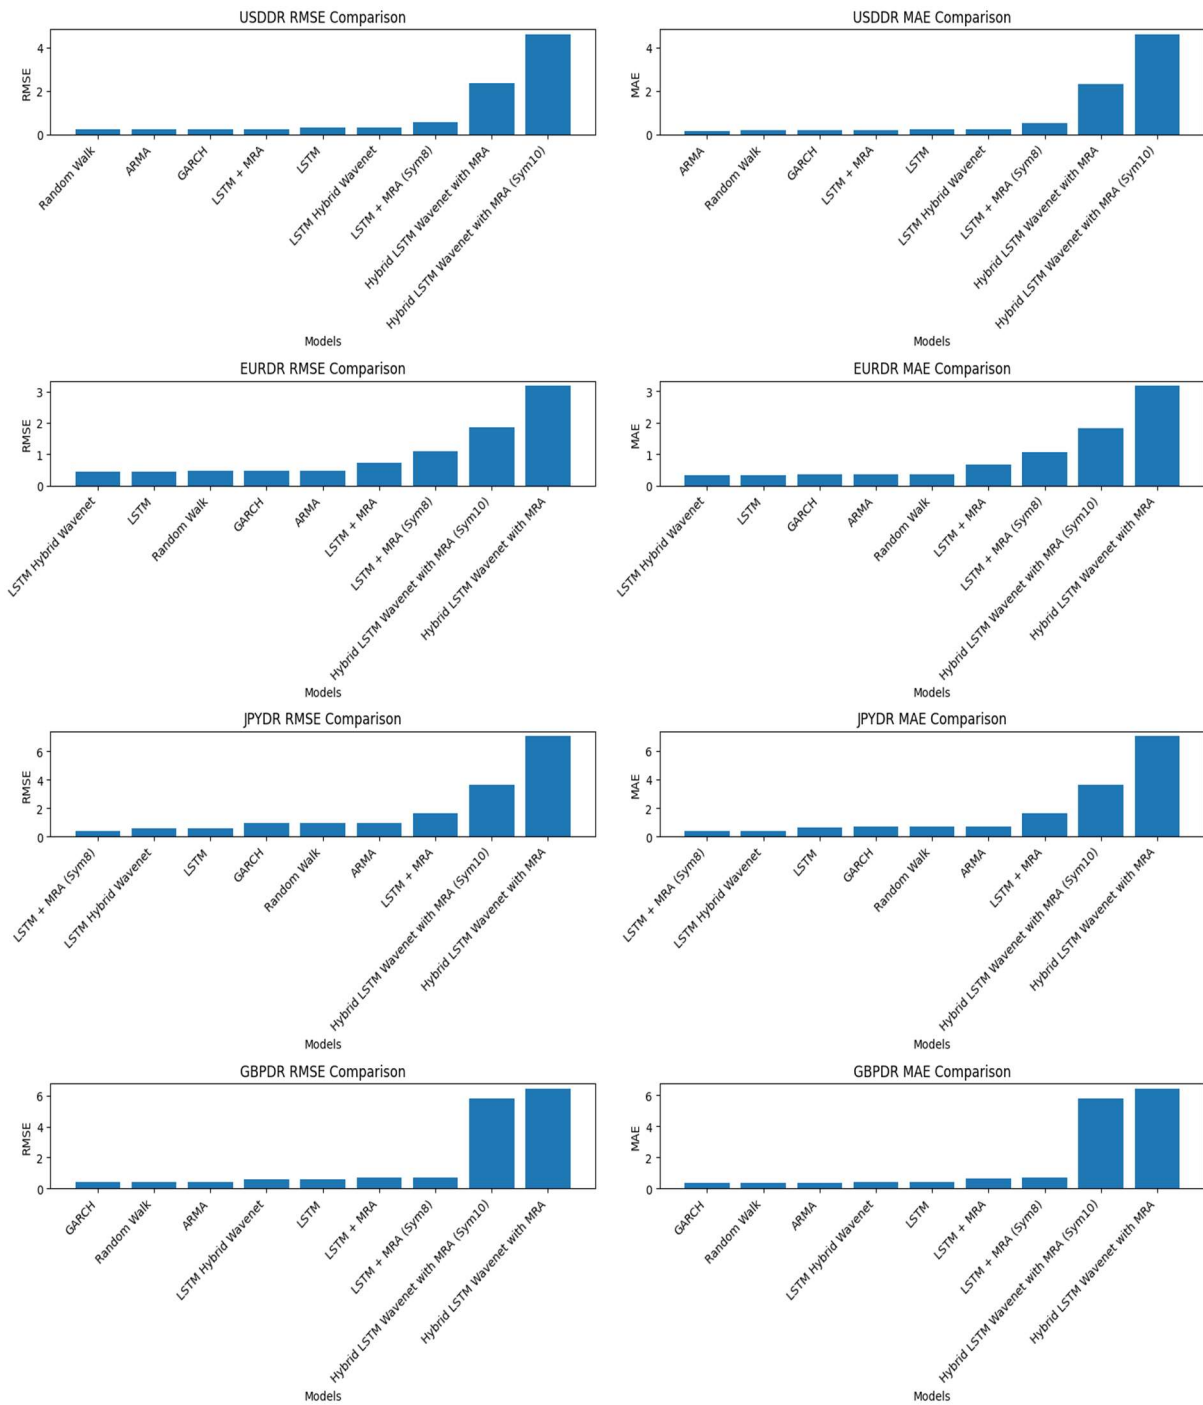 USDDR RMSE Comparison
RMSE
4
2
0
Random Walk
ARMA
GARCH
LSTM + MRA
LSTM
LSTM Hybrid Wavenet
LSTM + MRA (Sym8)
Hybrid LSTM Wavenet with MRA
Hybrid LSTM Wavenet with MRA (Sym10)
Models
USDDR MAE Comparison
MAE
4
2
0
ARMA
Random Walk
GARCH
LSTM + MRA
LSTM
LSTM Hybrid Wavenet
LSTM + MRA (Sym8)
Hybrid LSTM Wavenet with MRA
Hybrid LSTM Wavenet with MRA (Sym10)
Models
EURDR RMSE Comparison
RMSE
3
2
1
0
LSTM Hybrid Wavenet
LSTM
Random Walk
GARCH
ARMA
LSTM + MRA
LSTM + MRA (Sym8)
Hybrid LSTM Wavenet with MRA (Sym10)
Hybrid LSTM Wavenet with MRA
Models
EURDR MAE Comparison
MAE
3
2
1
0
LSTM Hybrid Wavenet
LSTM
GARCH
ARMA
Random Walk
LSTM + MRA
LSTM + MRA (Sym8)
Hybrid LSTM Wavenet with MRA (Sym10)
Hybrid LSTM Wavenet with MRA
Models
JPYDR RMSE Comparison
RMSE
6
4
2
0
LSTM + MRA (Sym8)
LSTM Hybrid Wavenet
LSTM
GARCH
Random Walk
ARMA
LSTM + MRA
Hybrid LSTM Wavenet with MRA (Sym10)
Hybrid LSTM Wavenet with MRA
Models
JPYDR MAE Comparison
MAE
6
4
2
0
LSTM + MRA (Sym8)
LSTM Hybrid Wavenet
LSTM
GARCH
Random Walk
ARMA
LSTM + MRA
Hybrid LSTM Wavenet with MRA (Sym10)
Hybrid LSTM Wavenet with MRA
Models
GBPDR RMSE Comparison
RMSE
6
4
2
0
GARCH
Random Walk
ARMA
LSTM Hybrid Wavenet
LSTM
LSTM + MRA
LSTM + MRA (Sym8)
Hybrid LSTM Wavenet with MRA (Sym10)
Hybrid LSTM Wavenet with MRA
Models
GBPDR MAE Comparison
MAE
6
4
2
0
GARCH
Random Walk
ARMA
LSTM Hybrid Wavenet
LSTM
LSTM + MRA
LSTM + MRA (Sym8)
Hybrid LSTM Wavenet with MRA (Sym10)
Hybrid LSTM Wavenet with MRA
Models